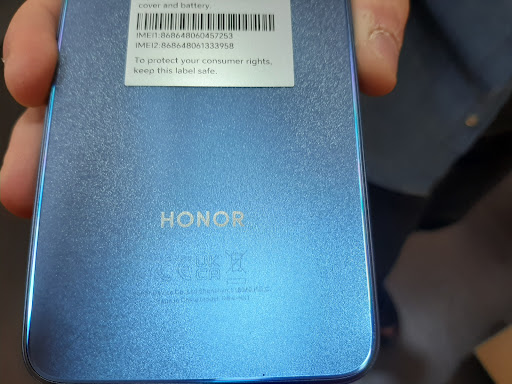 cover and battery.
IMEI1:868648060457253
IMEI2:868648061333958
To protect your consumer rights,
keep this label safe.
HONOR